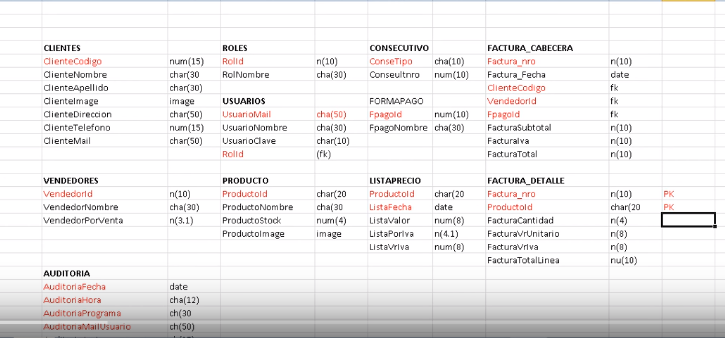 CLIENTES ROLES CONSECUTIVO FACTURA_CABECERA
ClienteCodigo num(15) RolId n(10) ConseTipo cha(10) Factura_nro n(10)
ClienteNombre char(30 RolNombre cha(30) Conseultnro num(10) Factura_Fecha date
ClienteApellido char(30) ClienteCodigo fk
ClienteImage image USUARIOS FORMAPAGO VendedorId fk
ClienteDireccion char(50) UsuarioMail cha(50) FpagoId num(10) FpagoId fk
ClienteTelefono num(15) UsuarioNombre cha(30) FpagoNombre cha(30) FacturaSubtotal n(10)
ClienteMail char(50) UsuarioClave char(10) FacturaIva n(10)
RolId (fk) FacturaTotal n(10)
VENDEDORES PRODUCTO LISTAPRECIO FACTURA_DETALLE
VendedorId n(10) ProductoId char(20 ProductoId char(20 Factura_nro n(10) PK
VendedorNombre cha(30) ProductoNombre cha(30 ListaFecha date ProductoId char(20 PK
VendedorPorVenta n(3,1) ProductoStock num(4) ListaValor num(8) FacturaCantidad n(4)
ProductoImage image ListaPorIva n(4.1) FacturaVrUnitario n(8)
ListaVrIva num(8) FacturaVrIva n(8)
FacturaTotalLinea nu(10)
AUDITORIA
AuditoriaFecha date
AuditoriaHora cha(12)
AuditoriaPrograma ch(30
AuditoriaMailUsuario ch(50)